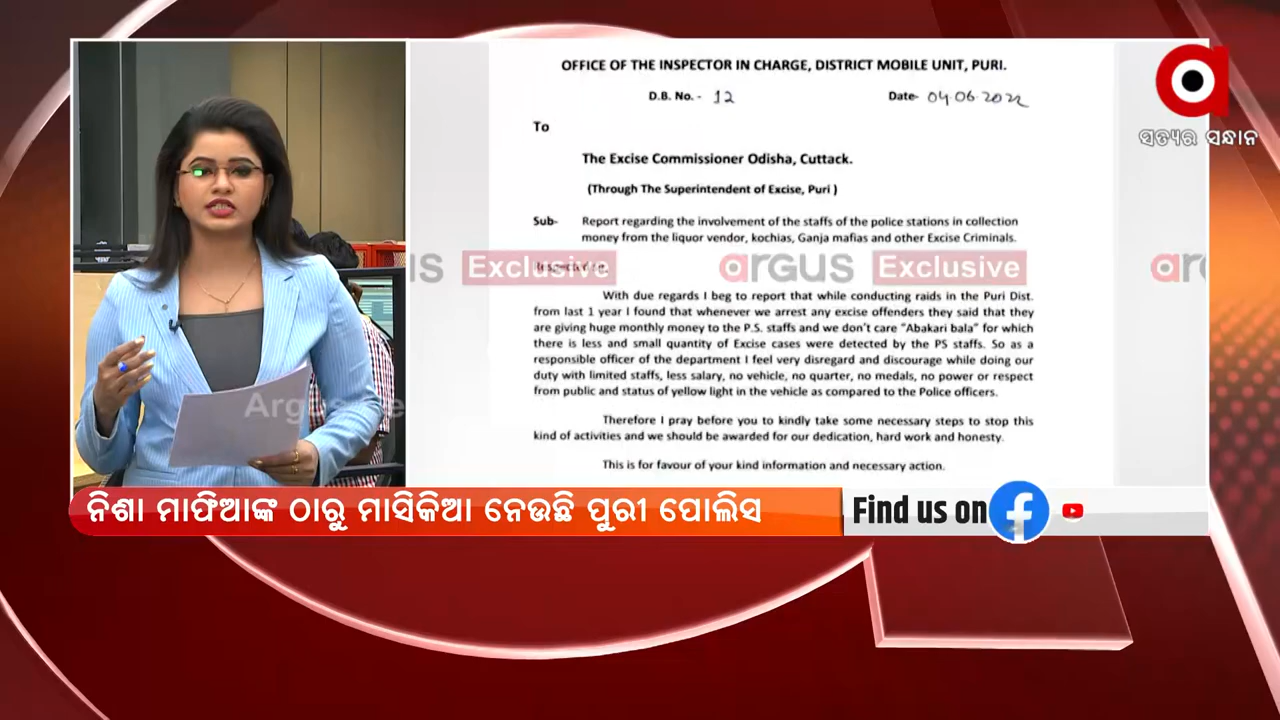 OFFICE OF THE INSPECTOR IN CHARGE, DISTRICT MOBILE UNIT, PURI.
D.B. No. - 12 Date- 04.06.2022
To
The Excise Commissioner Odisha, Cuttack.
(Through The Superintendent of Excise, Puri )
Sub- Report regarding the involvement of the staffs of the police stations in collection
money from the liquor vendor, kochias, Ganja mafias and other Excise Criminals.
us Exclusive argus Exclusive arg
With due regards I beg to report that while conducting raids in the Puri Dist.
from last 1 year I found that whenever we arrest any excise offenders they said that they
are giving huge monthly money to the P.S. staffs and we don't care "Abakari bala" for which
there is less and small quantity of Excise cases were detected by the PS staffs. So as a
responsible officer of the department I feel very disregard and discourage while doing our
duty with limited staffs, less salary, no vehicle, no quarter, no medals, no power or respect
from public and status of yellow light in the vehicle as compared to the Police officers.
Therefore I pray before you to kindly take some necessary steps to stop this
kind of activities and we should be awarded for our dedication, hard work and honesty.
This is for favour of your kind information and necessary action.
ସତ୍ୟର ସନ୍ଧାନ
ନିଶା ମାଫିଆଙ୍କ ଠାରୁ ମାସିକିଆ ନେଉଛି ପୁରୀ ପୋଲିସ
Find us on